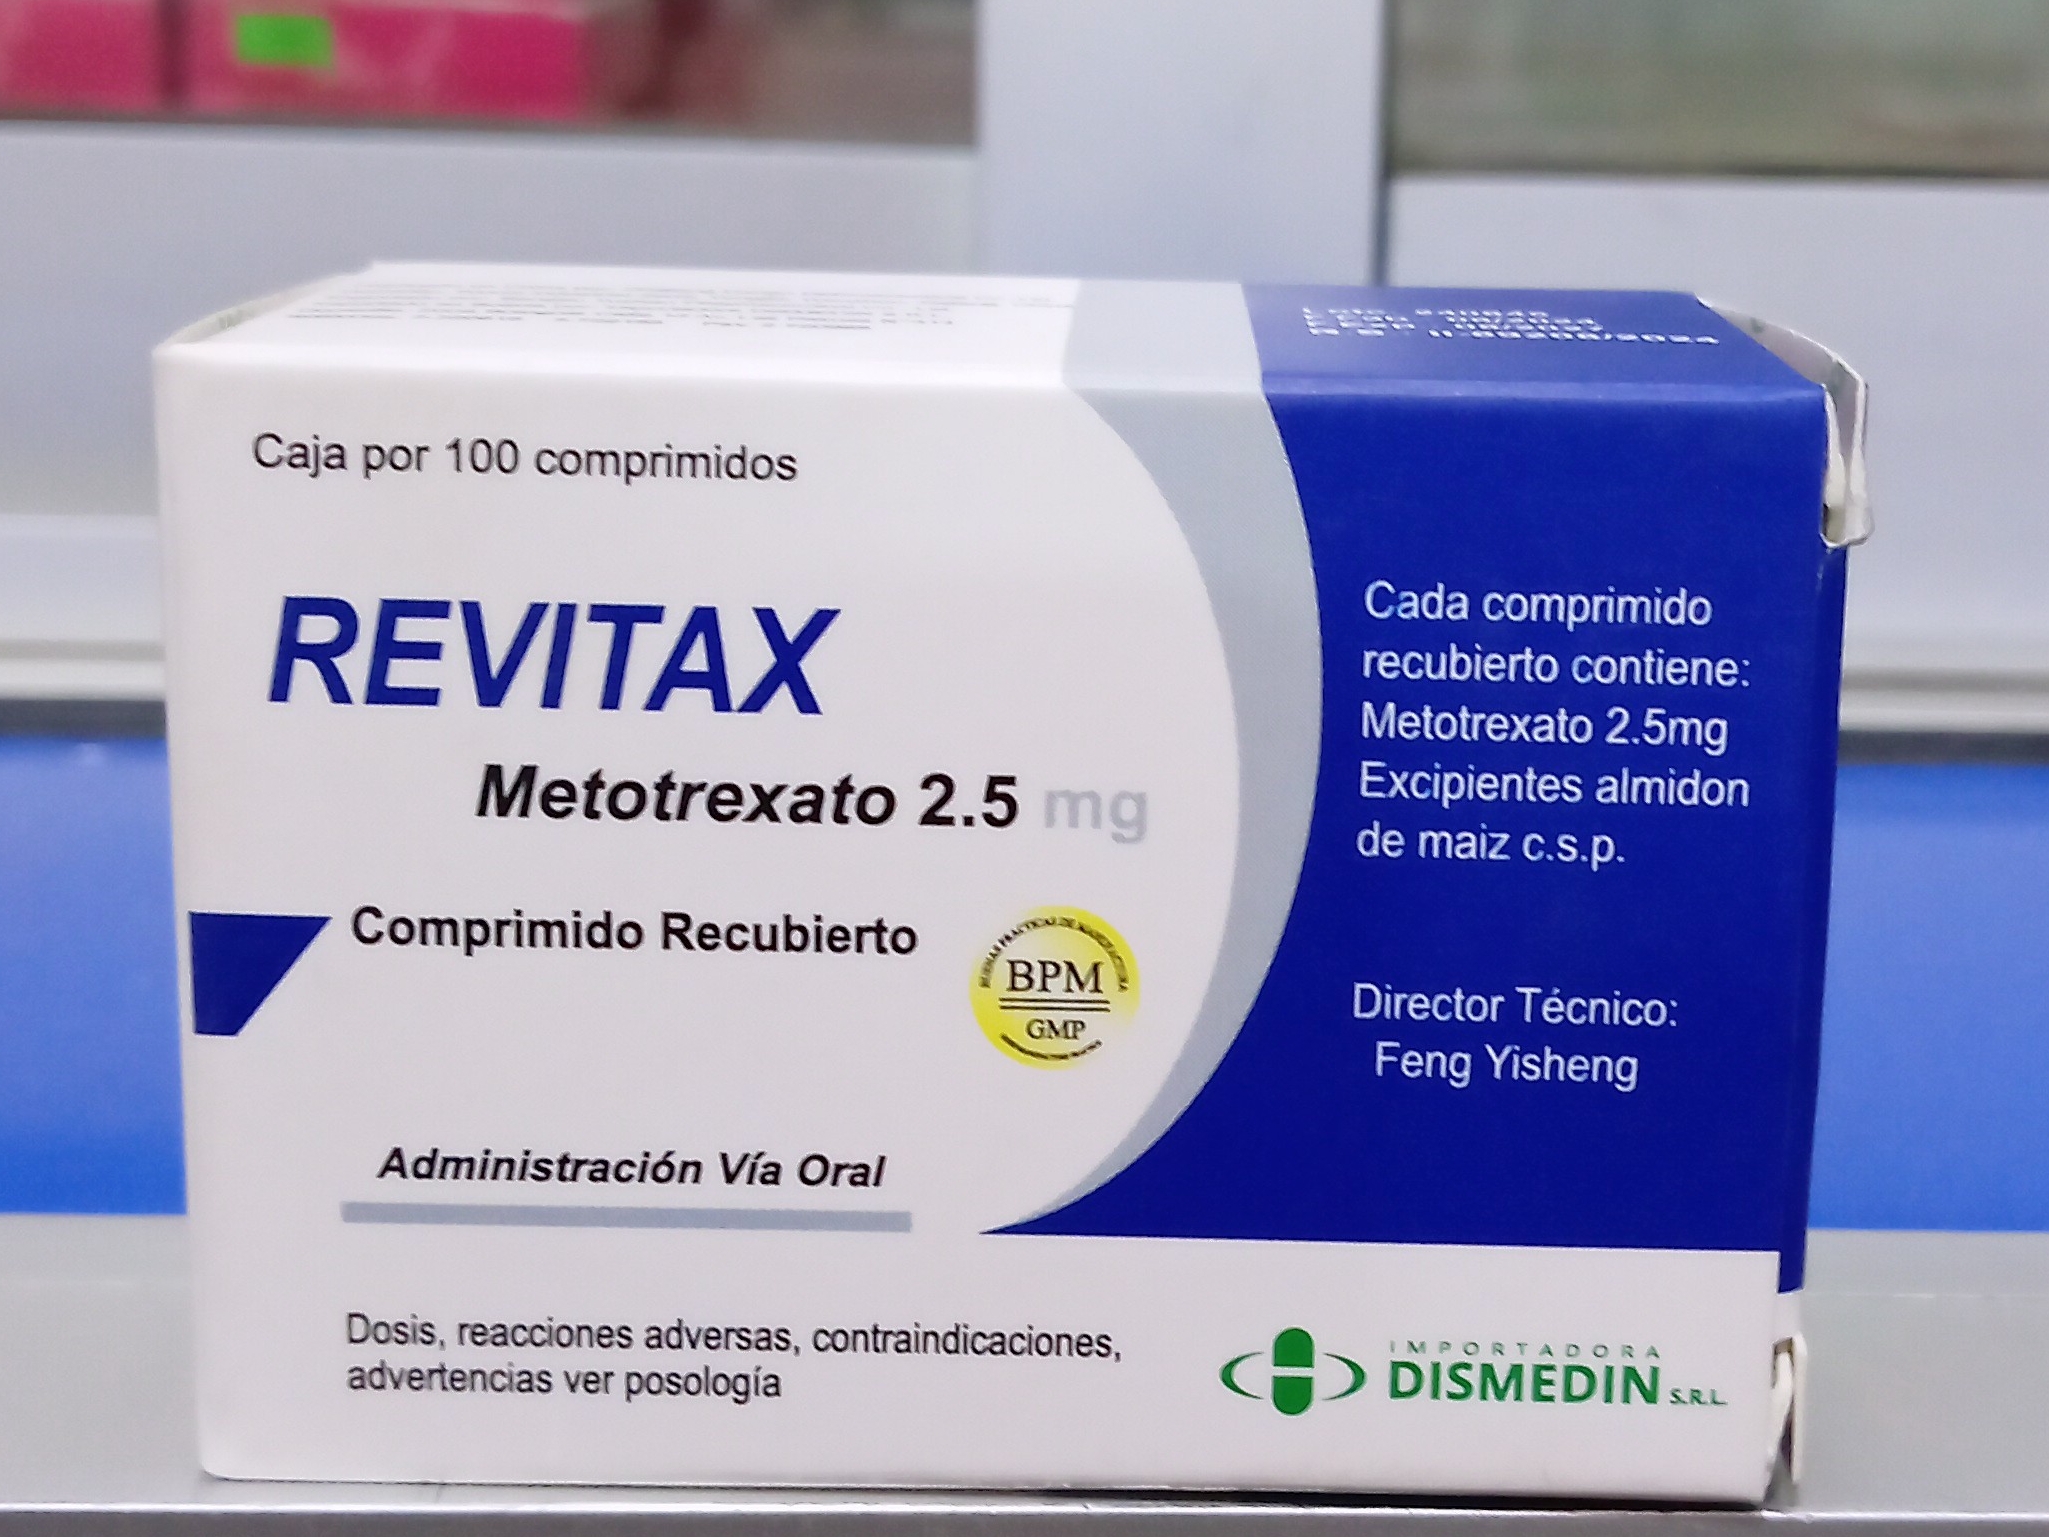 Caja por 100 comprimidos
REVITAX
Metotrexato 2.5 mg
Comprimido Recubierto
BPM
GMP
Administración Vía Oral
Dosis, reacciones adversas, contraindicaciones,
advertencias ver posología
Cada comprimido
recubierto contiene:
Metotrexato 2.5mg
Excipientes almidon
de maiz c.s.p.
Director Técnico:
Feng Yisheng
IMPORTADORA
DISMEDIN S.R.L.